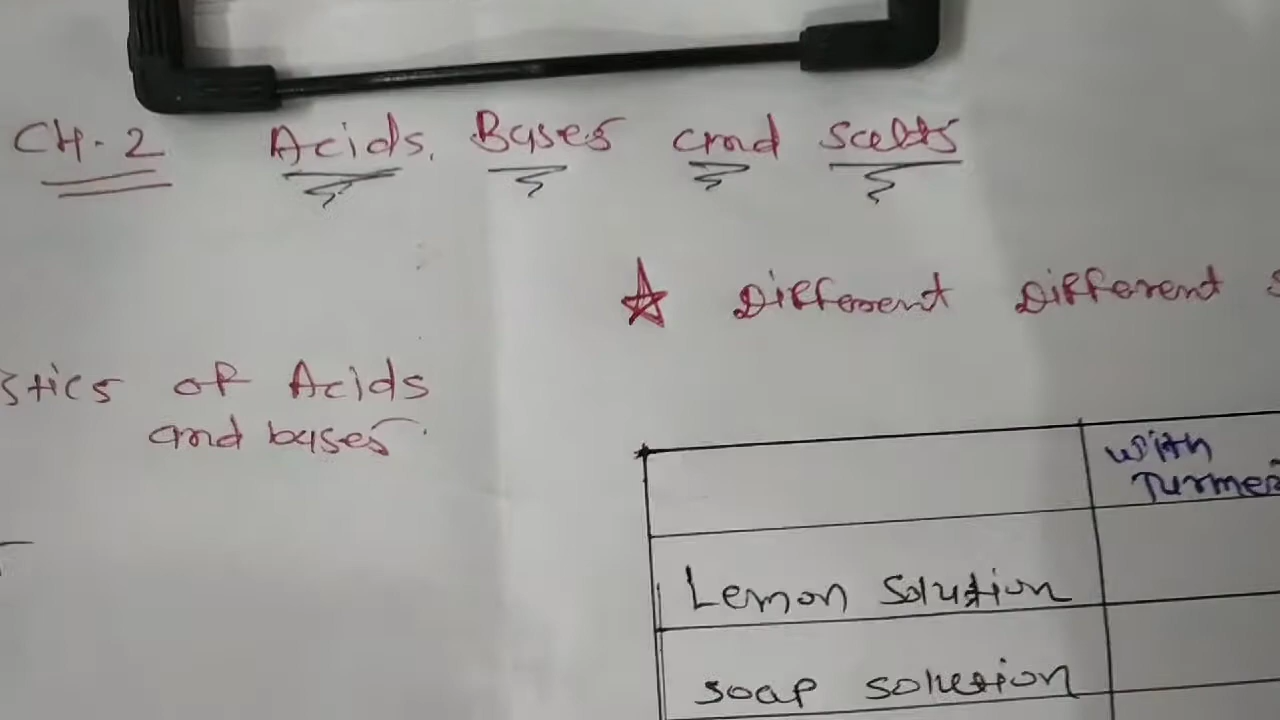 CH.2 Acids, Bases and Salts
☆ Different Different
stics of Acids
and bases.
with
Turmer
Lemon solution
soap solution